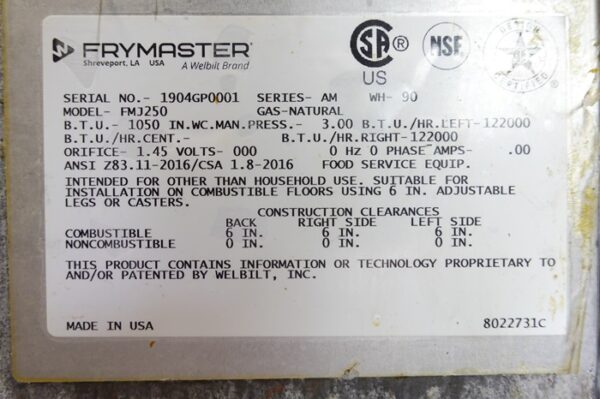 FRYMASTER
Shreveport, LA USA A Welbilt Brand
SA ® NSF DESIGN CERTIFIED ®
US
SERIAL NO.- 1904GP0001 SERIES- AM WH- 90
MODEL- FMJ250 GAS-NATURAL
B.T.U.- 1050 IN.WC.MAN.PRESS.- 3.00 B.T.U./HR.LEFT-122000
B.T.U./HR.CENT.- B.T.U./HR.RIGHT-122000
ORIFICE- 1.45 VOLTS- 000 0 HZ 0 PHASE AMPS- .00
ANSI Z83.11-2016/CSA 1.8-2016 FOOD SERVICE EQUIP.
INTENDED FOR OTHER THAN HOUSEHOLD USE. SUITABLE FOR
INSTALLATION ON COMBUSTIBLE FLOORS USING 6 IN. ADJUSTABLE
LEGS OR CASTERS.
CONSTRUCTION CLEARANCES
BACK RIGHT SIDE LEFT SIDE
COMBUSTIBLE 6 IN. 6 IN. 6 IN.
NONCOMBUSTIBLE 0 IN. 0 IN. 0 IN.
THIS PRODUCT CONTAINS INFORMATION OR TECHNOLOGY PROPRIETARY TO
AND/OR PATENTED BY WELBILT, INC.
MADE IN USA 8022731C